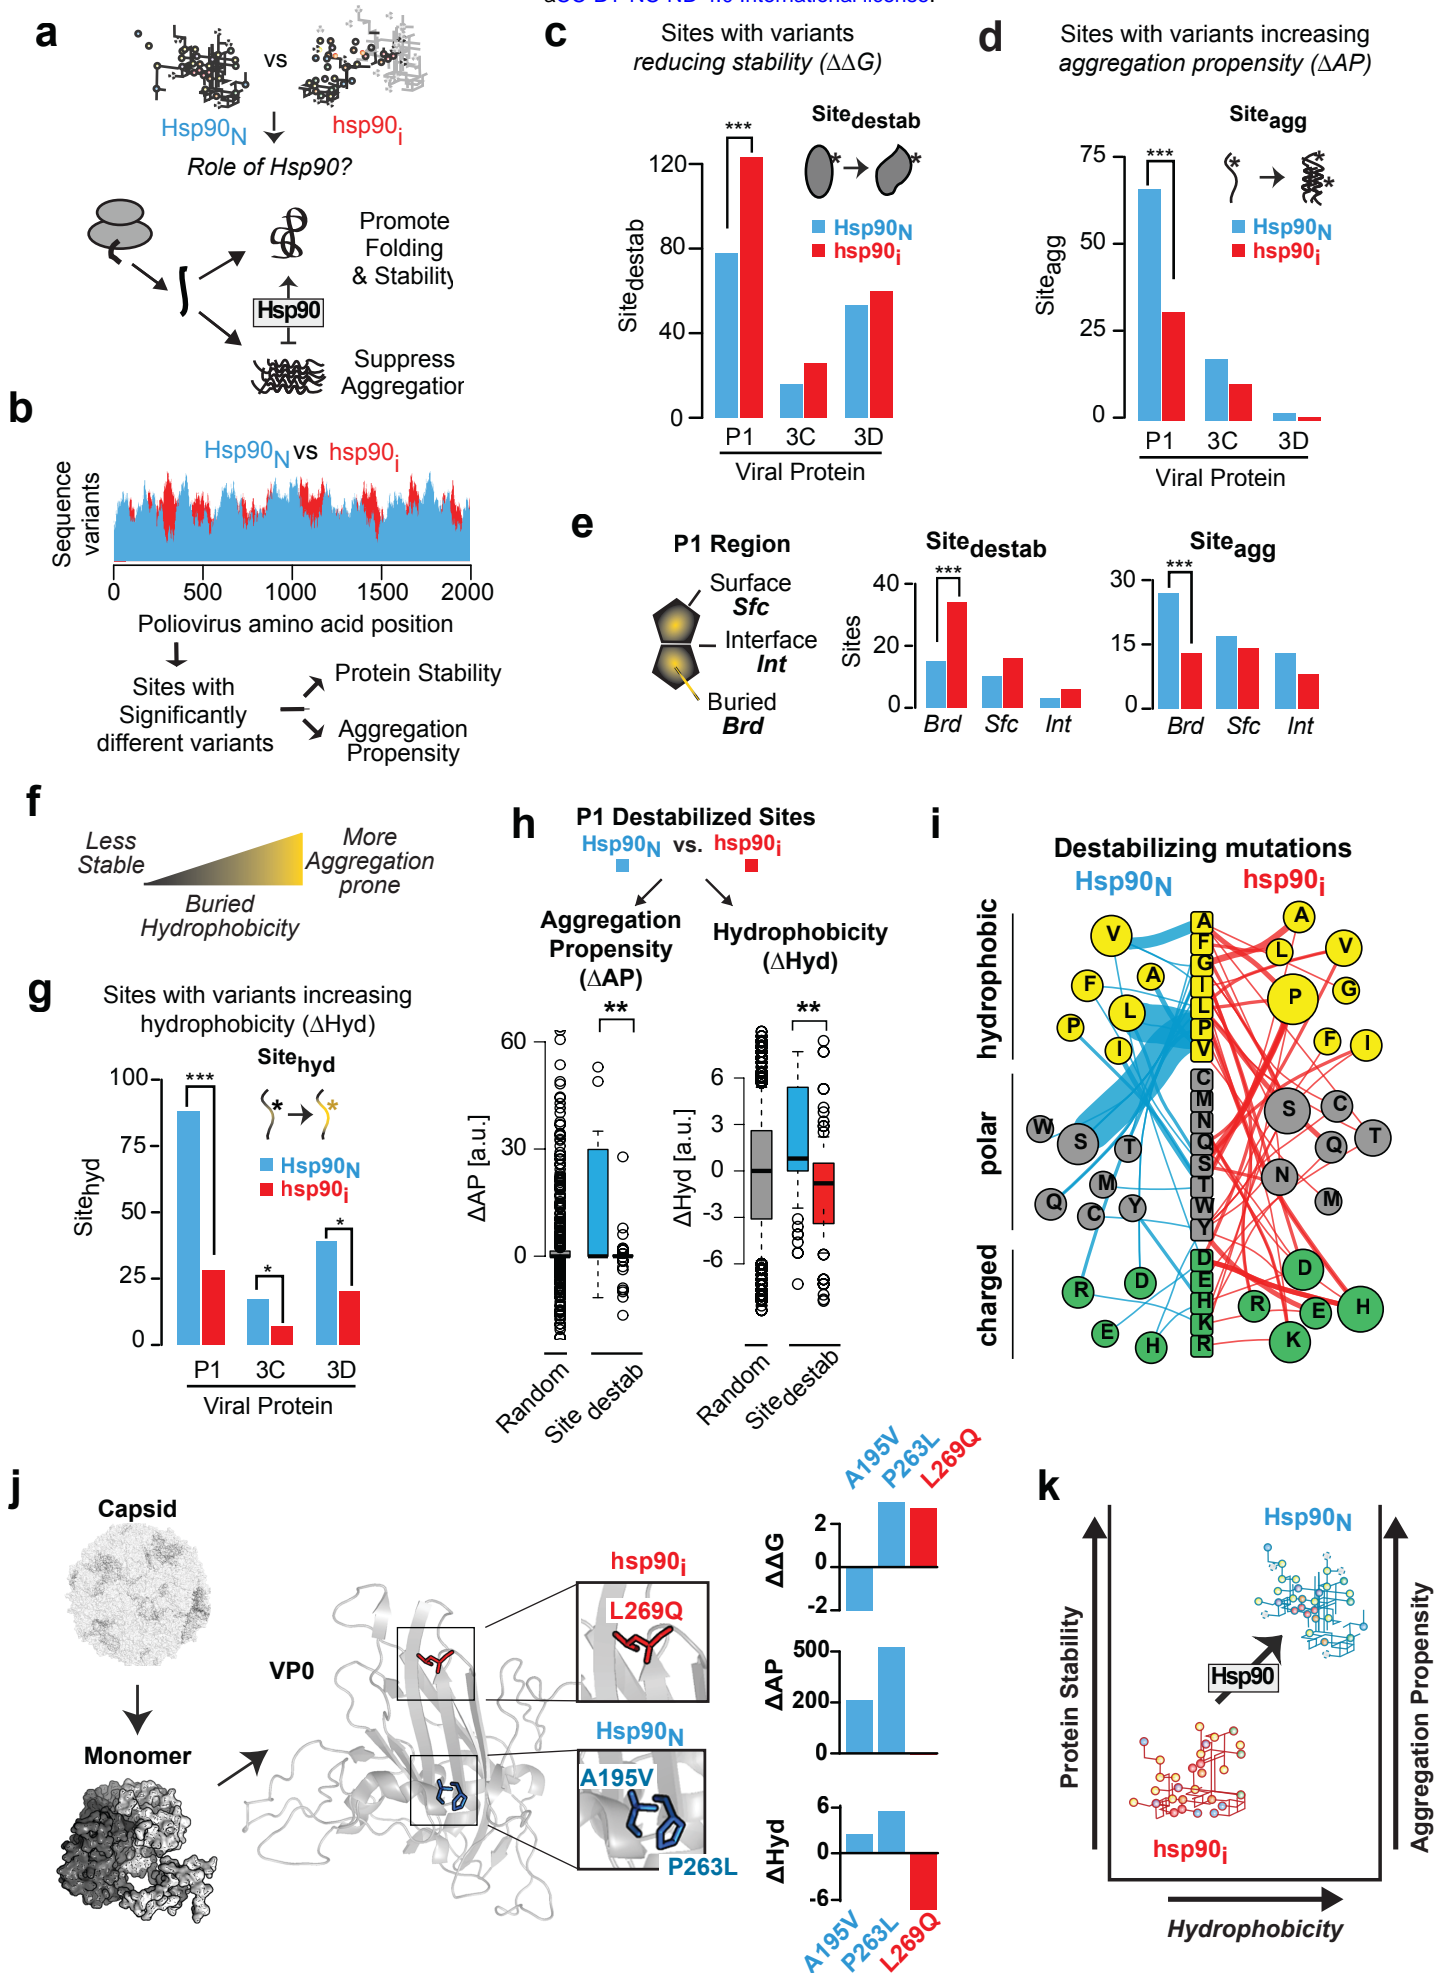 aCC-BY-NC-ND 4.0 International license.
a
vs
Hsp90N
hsp90i
Role of Hsp90?
Promote
Folding
& Stability
Hsp90
Suppress
Aggregation
b
Hsp90N vs hsp90i
Sequence
variants
0 500 1000 1500 2000
Poliovirus amino acid position
Sites with
Significantly
different variants
Protein Stability
Aggregation
Propensity
c
Sites with variants
reducing stability (ΔΔG)
Sitedestab
***
* *
Hsp90N
hsp90i
Sitedestab
120
80
40
0
P1 3C 3D
Viral Protein
d
Sites with variants increasing
aggregation propensity (ΔAP)
Siteagg
***
* * *
Hsp90N
hsp90i
Siteagg
75
50
25
0
P1 3C 3D
Viral Protein
e
P1 Region
Surface
Sfc
Interface
Int
Buried
Brd
Sitedestab
***
Sites
40
20
0
Brd Sfc Int
Siteagg
***
30
15
0
Brd Sfc Int
f
Less
Stable
More
Aggregation
prone
Buried
Hydrophobicity
g
Sites with variants increasing
hydrophobicity (ΔHyd)
Sitehyd
***
* *
Hsp90N
hsp90i
* *
Sitehyd
100
75
50
25
0
P1 3C 3D
Viral Protein
h
P1 Destabilized Sites
Hsp90N vs. hsp90i
Aggregation
Propensity
(ΔAP)
Hydrophobicity
(ΔHyd)
**
ΔAP [a.u.]
60
30
0
Random
Site destab
**
ΔHyd [a.u.]
6
3
0
-3
-6
Random
Sitedestab
i
Destabilizing mutations
Hsp90N
hsp90i
hydrophobic
polar
charged
V
F
A
P
L
I
W
S
T
Q
M
C
Y
R
D
E
H
A
F
G
I
L
P
V
C
M
N
Q
S
T
W
Y
D
E
H
K
R
A
L
V
P
G
F
I
S
C
Q
T
N
M
D
R
E
H
K
j
Capsid
Monomer
VP0
hsp90i
L269Q
Hsp90N
A195V
P263L
A195V
P263L
L269Q
ΔΔG
2
0
-2
ΔAP
500
200
0
ΔHyd
6
0
-6
A195V
P263L
L269Q
k
Protein Stability
Hsp90N
Hsp90
hsp90i
Aggregation Propensity
Hydrophobicity